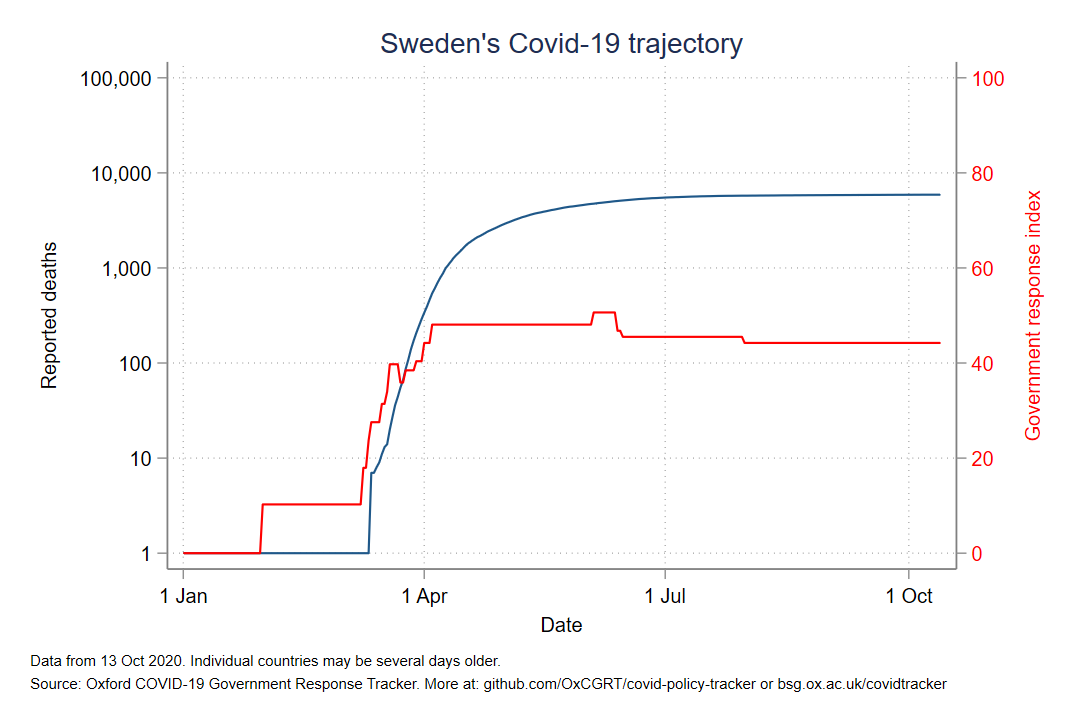 Sweden's Covid-19 trajectory
100,000
10,000
1,000
100
10
1
Reported deaths
100
80
60
40
20
0
Government response index
1 Jan
1 Apr
1 Jul
1 Oct
Date
Data from 13 Oct 2020. Individual countries may be several days older.
Source: Oxford COVID-19 Government Response Tracker. More at: github.com/OxCGRT/covid-policy-tracker or bsg.ox.ac.uk/covidtracker